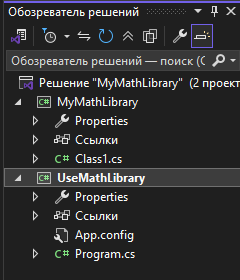 Обозреватель решений
Обозреватель решений — поиск (Ct
Решение "MyMathLibrary" (2 проект
C# MyMathLibrary
Properties
Ссылки
C# Class1.cs
C# UseMathLibrary
Properties
Ссылки
App.config
C# Program.cs